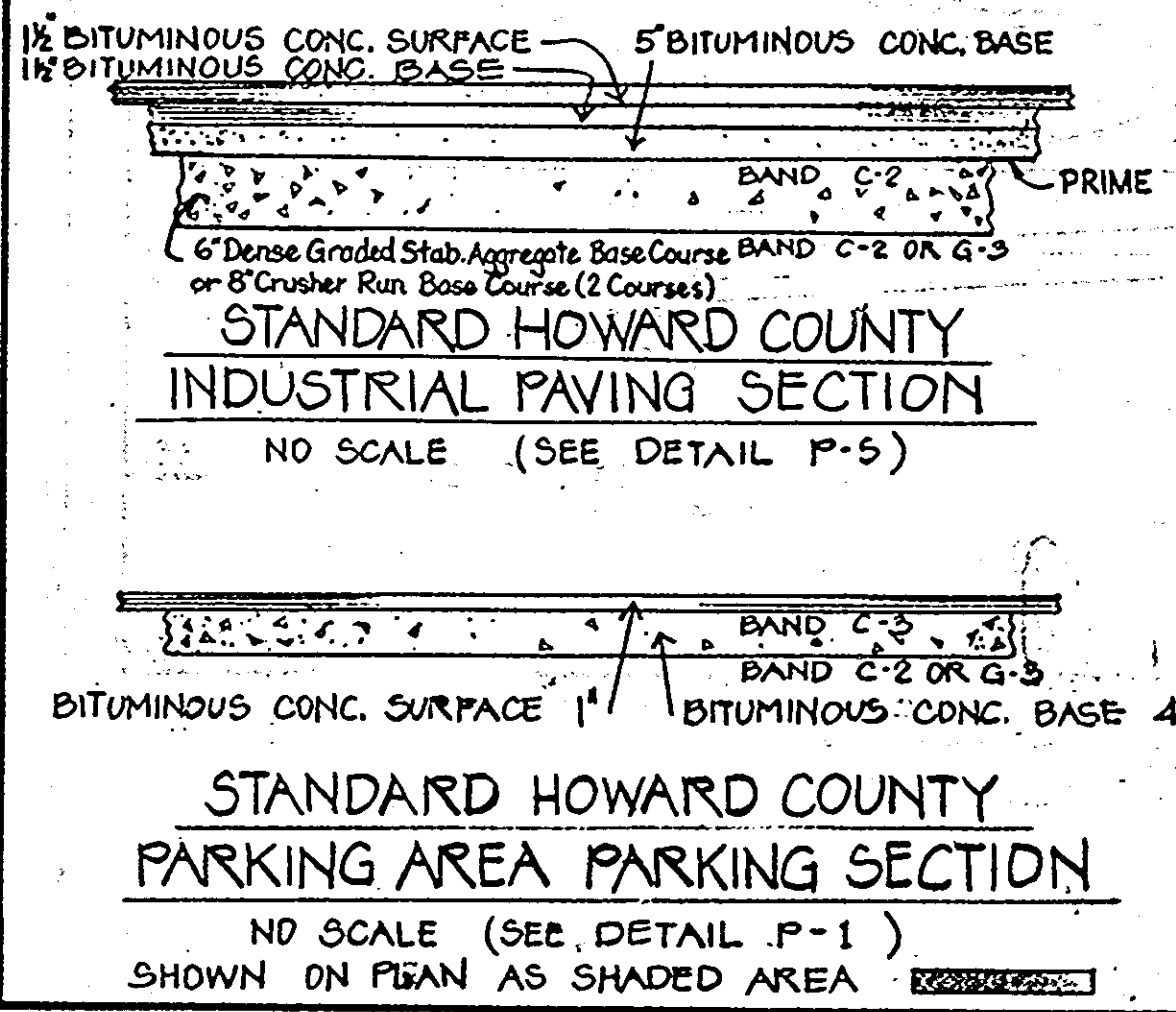 1½" BITUMINOUS CONC. SURFACE
5" BITUMINOUS CONC. BASE
1½" BITUMINOUS CONC. BASE
BAND C-2
PRIME
6" Dense Graded Stab. Aggregate Base Course
or 8" Crusher Run Base Course (2 Courses)
BAND C-2 OR G-3
STANDARD HOWARD COUNTY
INDUSTRIAL PAVING SECTION
NO SCALE (SEE DETAIL P-5)
BAND C-3
BAND C-2 OR G-3
BITUMINOUS CONC. SURFACE 1"
BITUMINOUS CONC. BASE 4
STANDARD HOWARD COUNTY
PARKING AREA PARKING SECTION
NO SCALE (SEE DETAIL P-1)
SHOWN ON PLAN AS SHADED AREA